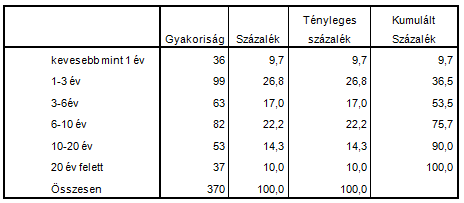 Gyakoriság Százalék Tényleges százalék Kumulált Százalék
kevesebb mint 1 év 36 9,7 9,7 9,7
1-3 év 99 26,8 26,8 36,5
3-6év 63 17,0 17,0 53,5
6-10 év 82 22,2 22,2 75,7
10-20 év 53 14,3 14,3 90,0
20 év felett 37 10,0 10,0 100,0
Összesen 370 100,0 100,0